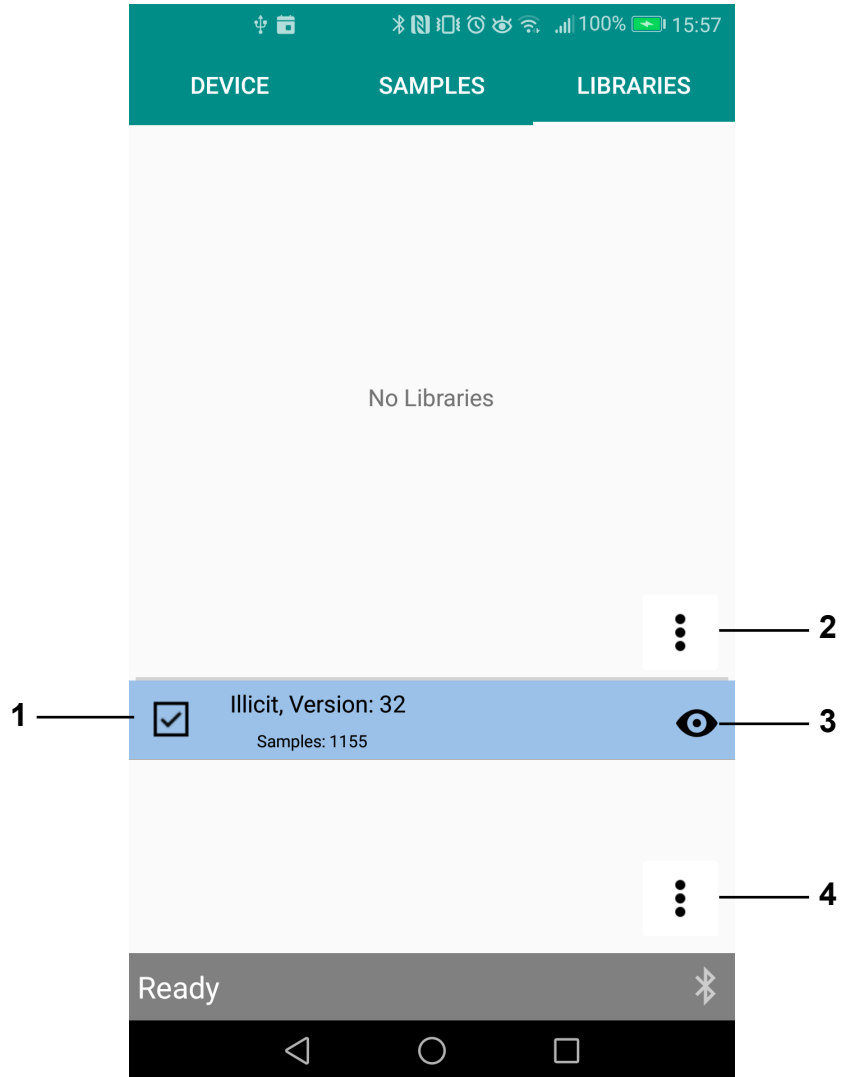 100% 15:57
DEVICE SAMPLES LIBRARIES
No Libraries
2
1
Illicit, Version: 32
3
Samples: 1155
4
Ready